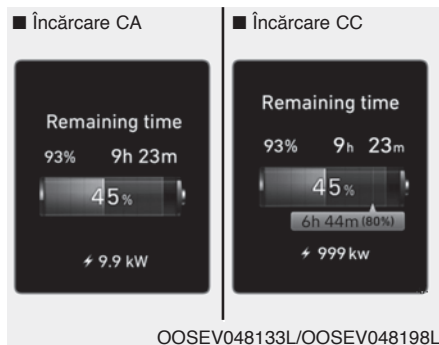 ■ Încărcare CA
Remaining time
93% 9h 23m
45%
⚡ 9.9 kW
■ Încărcare CC
Remaining time
93% 9h 23m
45%
6h 44m (80%)
⚡ 999 kw
OOSEV048133L/OOSEV048198L